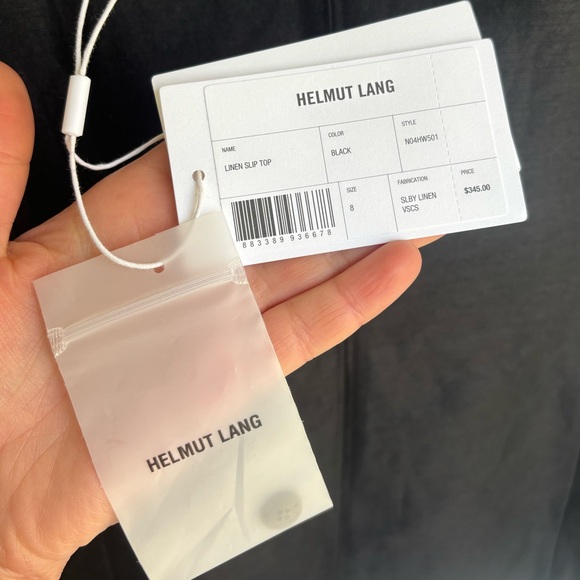 HELMUT LANG
NAME
LINEN SLIP TOP
COLOR
BLACK
STYLE
N04HW501
883389 936678
SIZE
8
FABRICATION
SLBY LINEN
VSCS
PRICE
$345.00
HELMUT LANG